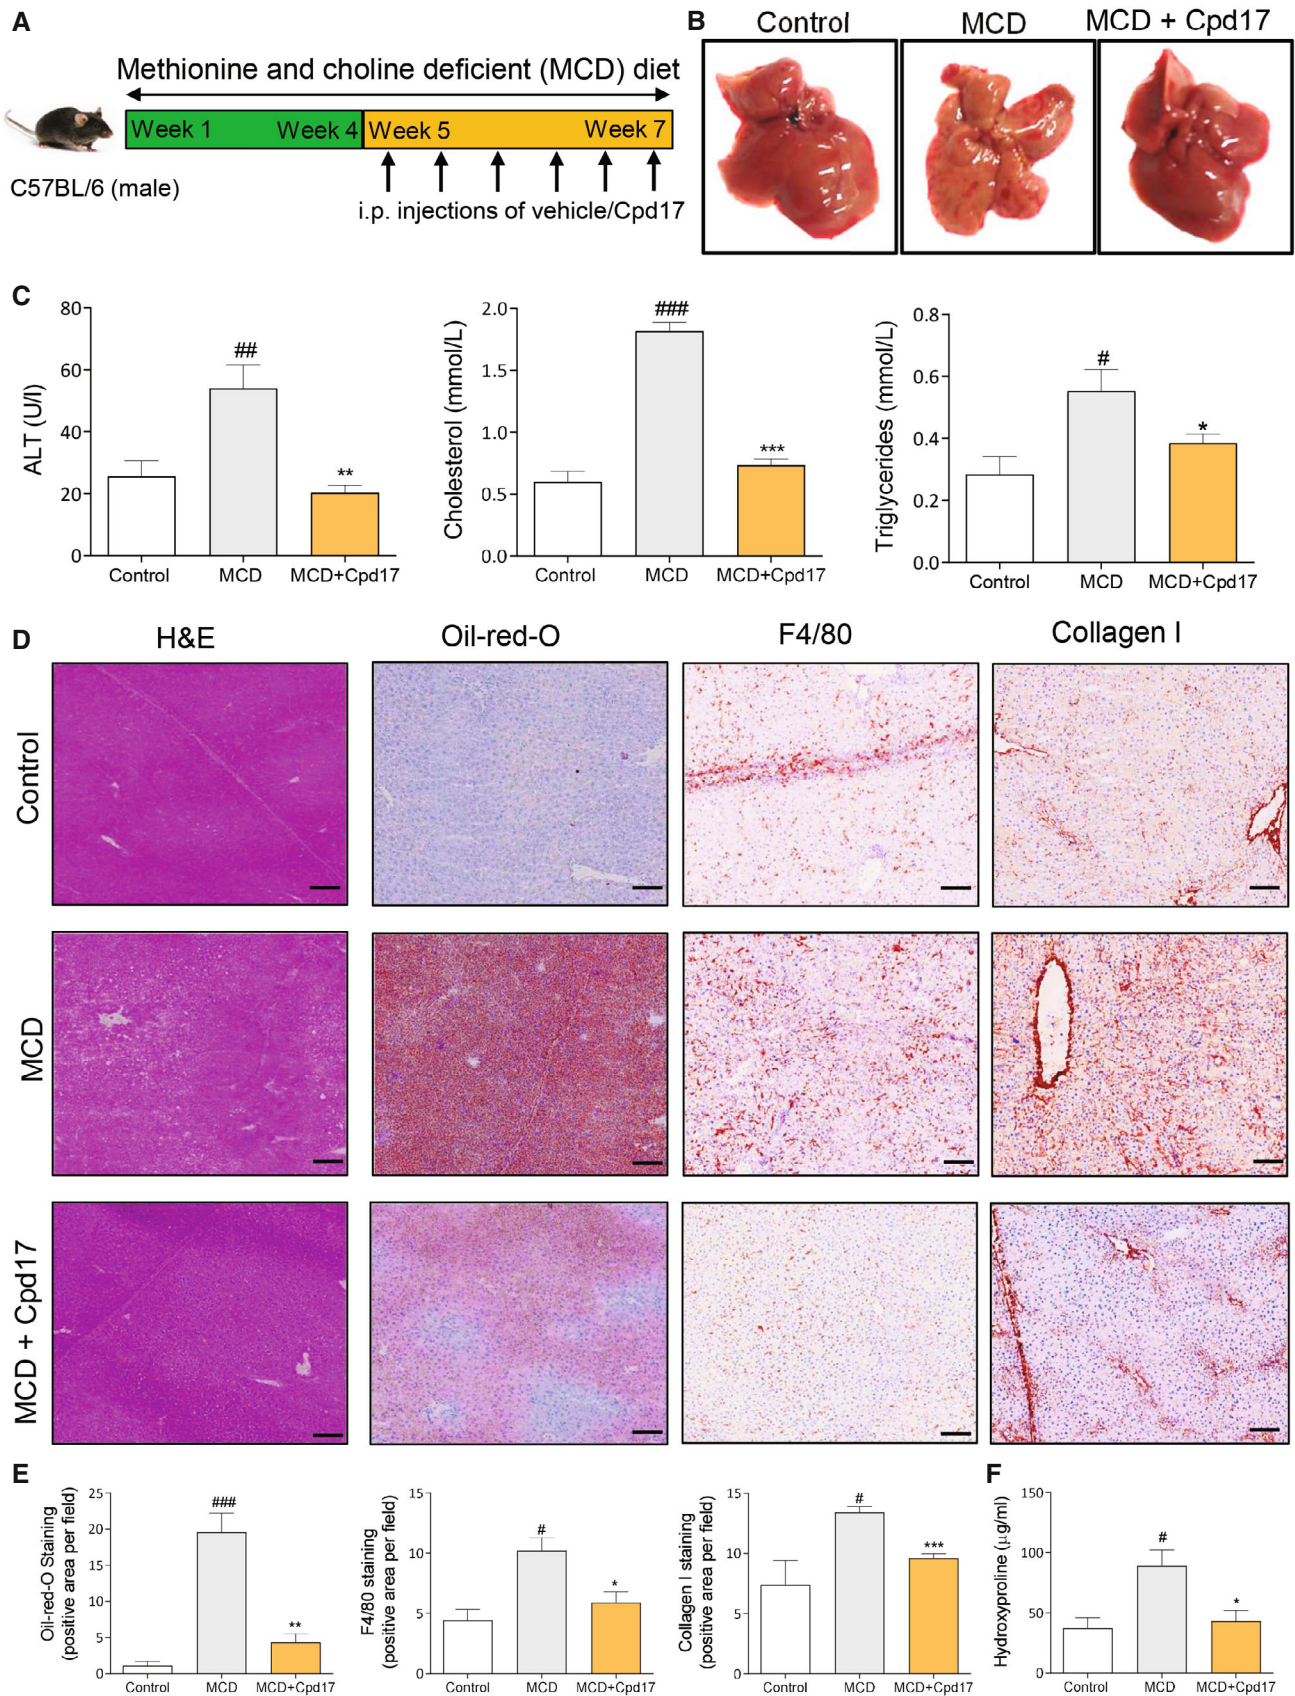 A
Methionine and choline deficient (MCD) diet
Week 1
Week 4
Week 5
Week 7
C57BL/6 (male)
i.p. injections of vehicle/Cpd17
B
Control
MCD
MCD + Cpd17
C
ALT (U/l)
80
60
40
20
0
##
**
Control
MCD
MCD+Cpd17
Cholesterol (mmol/L)
2.0
1.5
1.0
0.5
0.0
###
***
Control
MCD
MCD+Cpd17
Triglycerides (mmol/L)
0.8
0.6
0.4
0.2
0.0
#
*
Control
MCD
MCD+Cpd17
D
H&E
Oil-red-O
F4/80
Collagen I
Control
MCD
MCD + Cpd17
E
Oil-red-O Staining
(positive area per field)
25
20
15
10
5
0
###
**
Control
MCD
MCD+Cpd17
F4/80 staining
(positive area per field)
15
10
5
0
#
*
Control
MCD
MCD+Cpd17
Collagen I staining
(positive area per field)
15
10
5
0
#
***
Control
MCD
MCD+Cpd17
F
Hydroxyproline (μg/ml)
150
100
50
0
#
*
Control
MCD
MCD+Cpd17